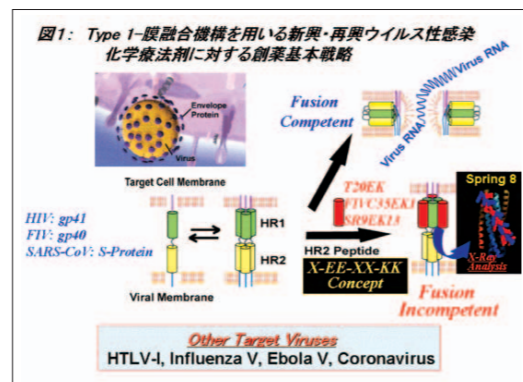 図1: Type 1-膜融合機構を用いる新興・再興ウイルス性感染
化学療法剤に対する創薬基本戦略
Envelope
Protein
Virus
Fusion
Competent
Virus RNA
Virus RNA
Target Cell Membrane
HIV: gp41
FIV: gp40
SARS-CoV: S-Protein
HR1
HR2
Viral Membrane
T20EK
FIVC35EK1
SR9EK13
HR2 Peptide
X-EE-XX-KK
Concept
Spring 8
X-Ray
Analysis
Fusion
Incompetent
Other Target Viruses
HTLV-I, Influenza V, Ebola V, Coronavirus